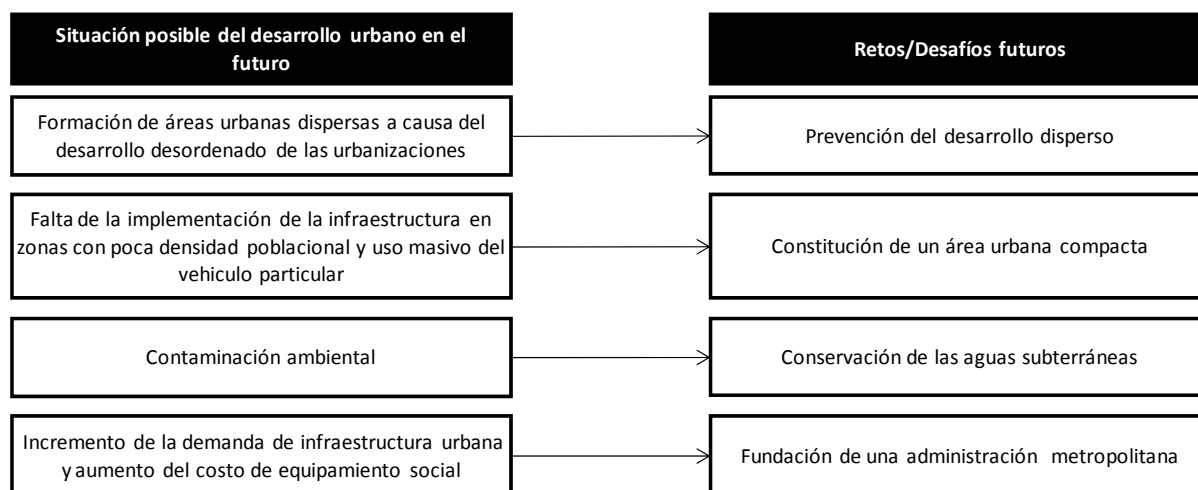 Situación posible del desarrollo urbano en el
futuro
Retos/Desafíos futuros
Formación de áreas urbanas dispersas a causa del
desarrollo desordenado de las urbanizaciones
Prevención del desarrollo disperso
Falta de la implementación de la infraestructura en
zonas con poca densidad poblacional y uso masivo del
vehiculo particular
Constitución de un área urbana compacta
Contaminación ambiental
Conservación de las aguas subterráneas
Incremento de la demanda de infraestructura urbana
y aumento del costo de equipamiento social
Fundación de una administración metropolitana